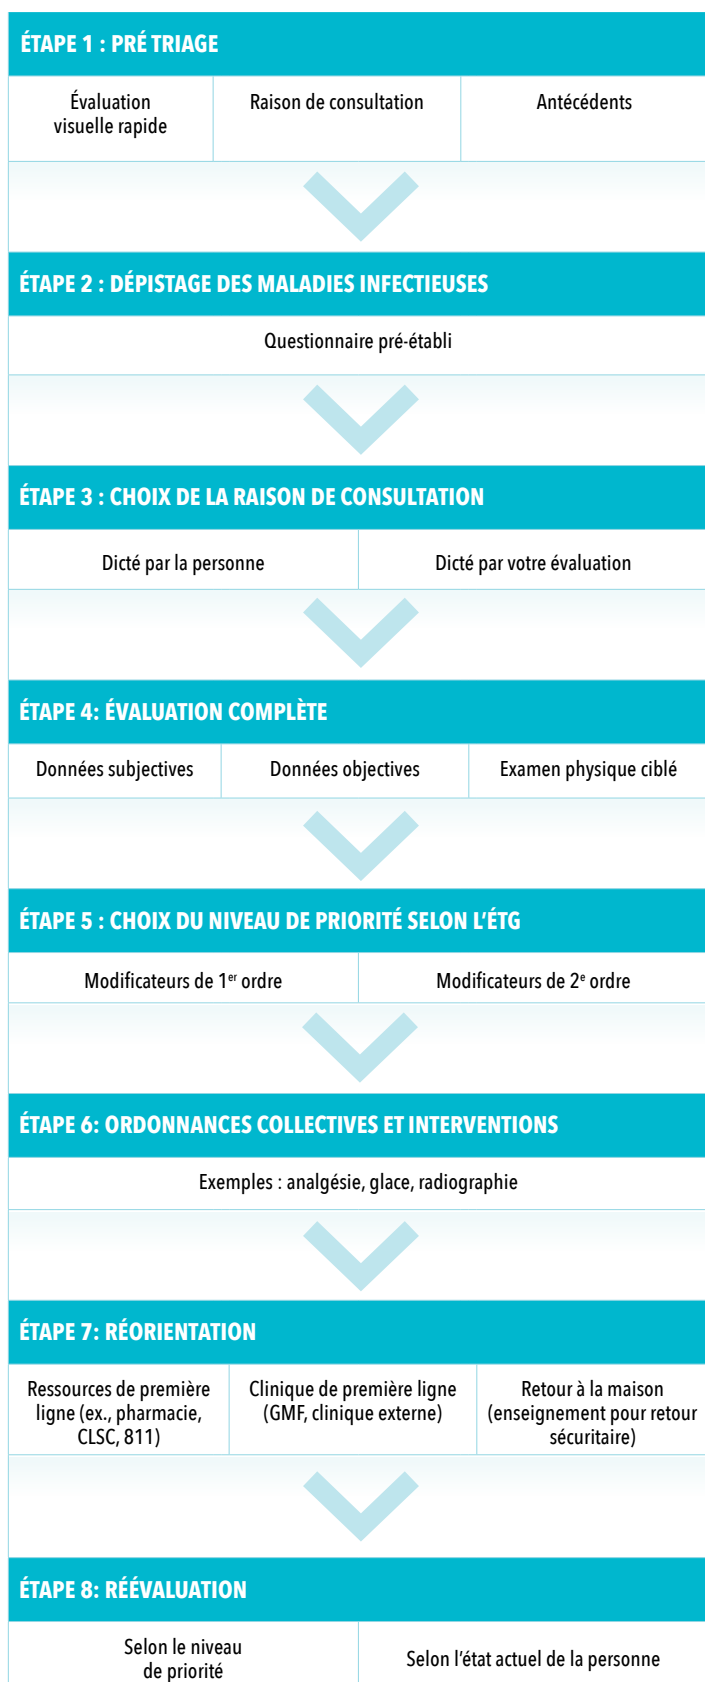 ÉTAPE 1 : PRÉ TRIAGE
Évaluation
visuelle rapide
Raison de consultation
Antécédents
ÉTAPE 2 : DÉPISTAGE DES MALADIES INFECTIEUSES
Questionnaire pré-établi
ÉTAPE 3 : CHOIX DE LA RAISON DE CONSULTATION
Dicté par la personne
Dicté par votre évaluation
ÉTAPE 4: ÉVALUATION COMPLÈTE
Données subjectives
Données objectives
Examen physique ciblé
ÉTAPE 5 : CHOIX DU NIVEAU DE PRIORITÉ SELON L'ÉTG
Modificateurs de 1er ordre
Modificateurs de 2e ordre
ÉTAPE 6: ORDONNANCES COLLECTIVES ET INTERVENTIONS
Exemples : analgésie, glace, radiographie
ÉTAPE 7: RÉORIENTATION
Ressources de première
ligne (ex., pharmacie,
CLSC, 811)
Clinique de première ligne
(GMF, clinique externe)
Retour à la maison
(enseignement pour retour
sécuritaire)
ÉTAPE 8: RÉÉVALUATION
Selon le niveau
de priorité
Selon l'état actuel de la personne